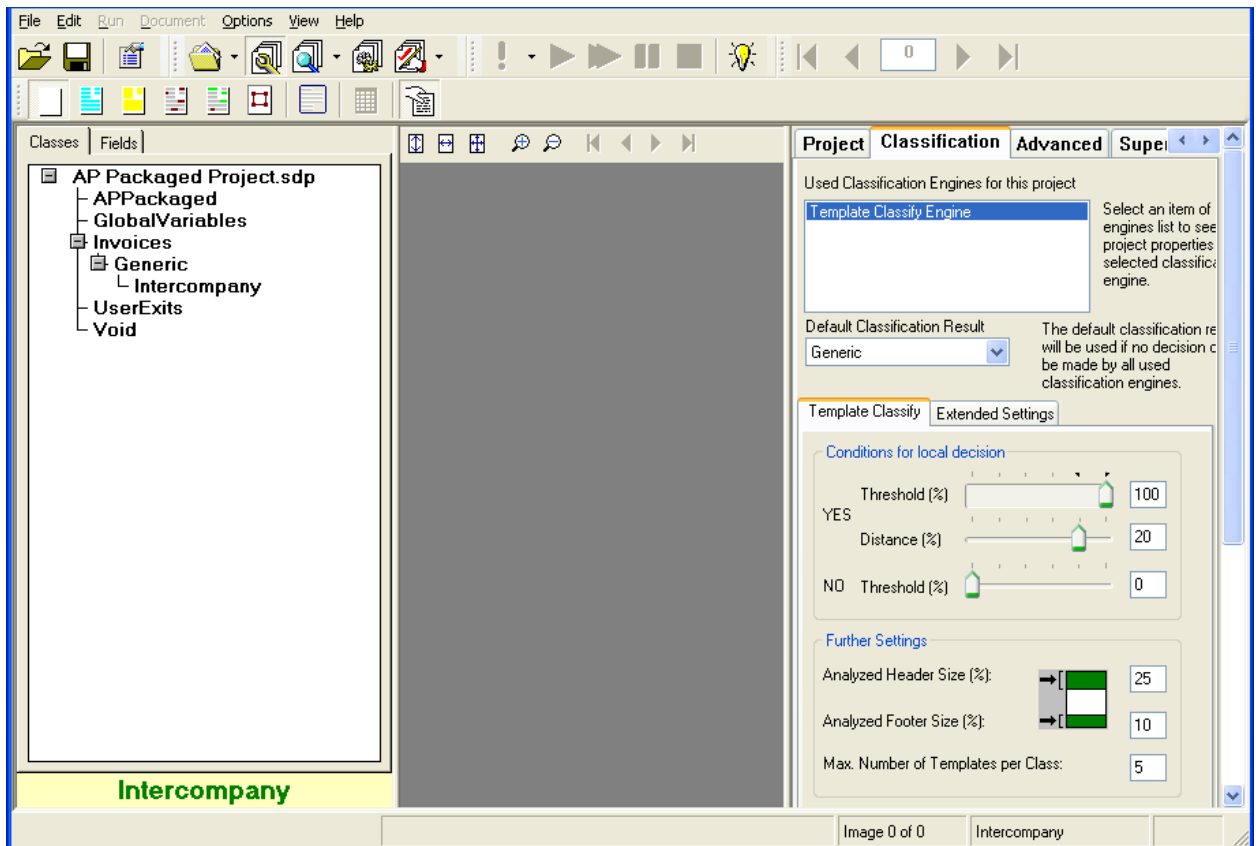 File Edit Run Document Options View Help
0
Classes Fields
AP Packaged Project.sdp
APPackaged
GlobalVariables
Invoices
Generic
Intercompany
UserExits
Void
Intercompany
Project Classification Advanced Super
Used Classification Engines for this project
Template Classify Engine
Select an item of
engines list to see
project properties
selected classifica
engine.
Default Classification Result
Generic
The default classification re
will be used if no decision c
be made by all used
classification engines.
Template Classify Extended Settings
Conditions for local decision
YES
Threshold (%) 100
Distance (%) 20
NO Threshold (%) 0
Further Settings
Analyzed Header Size (%): 25
Analyzed Footer Size (%): 10
Max. Number of Templates per Class: 5
Image 0 of 0 Intercompany